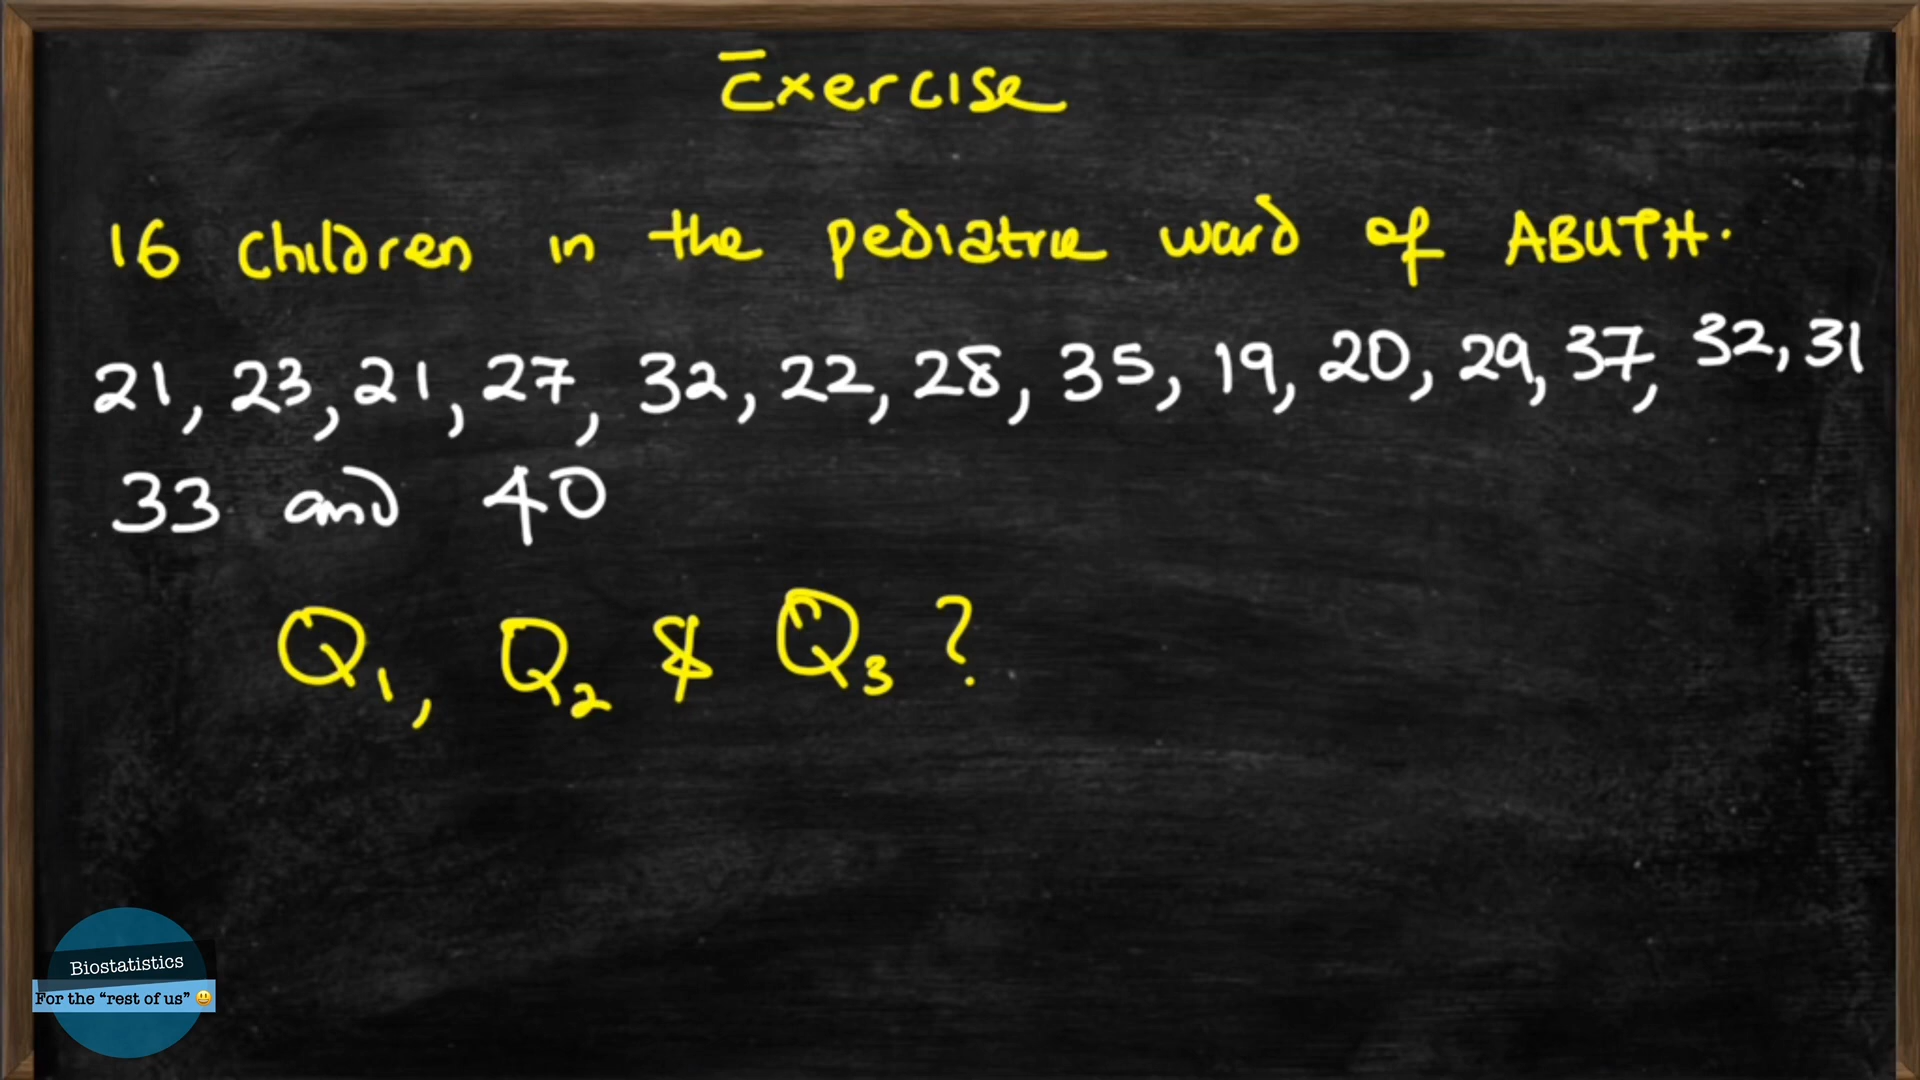 Exercise
16 children in the pediatric ward of ABUTH.
21, 23, 21, 27, 32, 22, 28, 35, 19, 20, 29, 37, 32, 31
33 and 40
Q1, Q2 & Q3 ?
Biostatistics
For the “rest of us” 😃